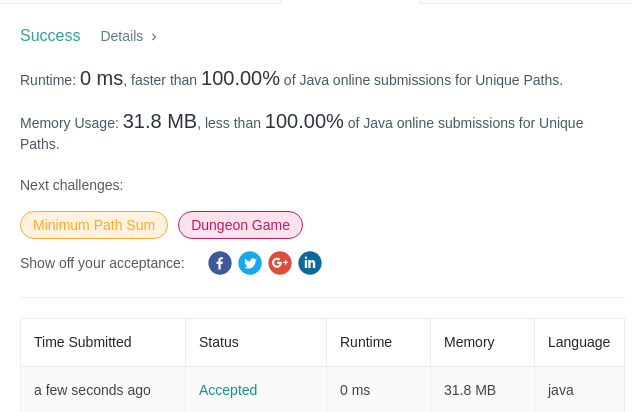 Success Details >
Runtime: 0 ms, faster than 100.00% of Java online submissions for Unique Paths.
Memory Usage: 31.8 MB, less than 100.00% of Java online submissions for Unique
Paths.
Next challenges:
Minimum Path Sum Dungeon Game
Show off your acceptance: f G+ in
Time Submitted Status Runtime Memory Language
a few seconds ago Accepted 0 ms 31.8 MB java